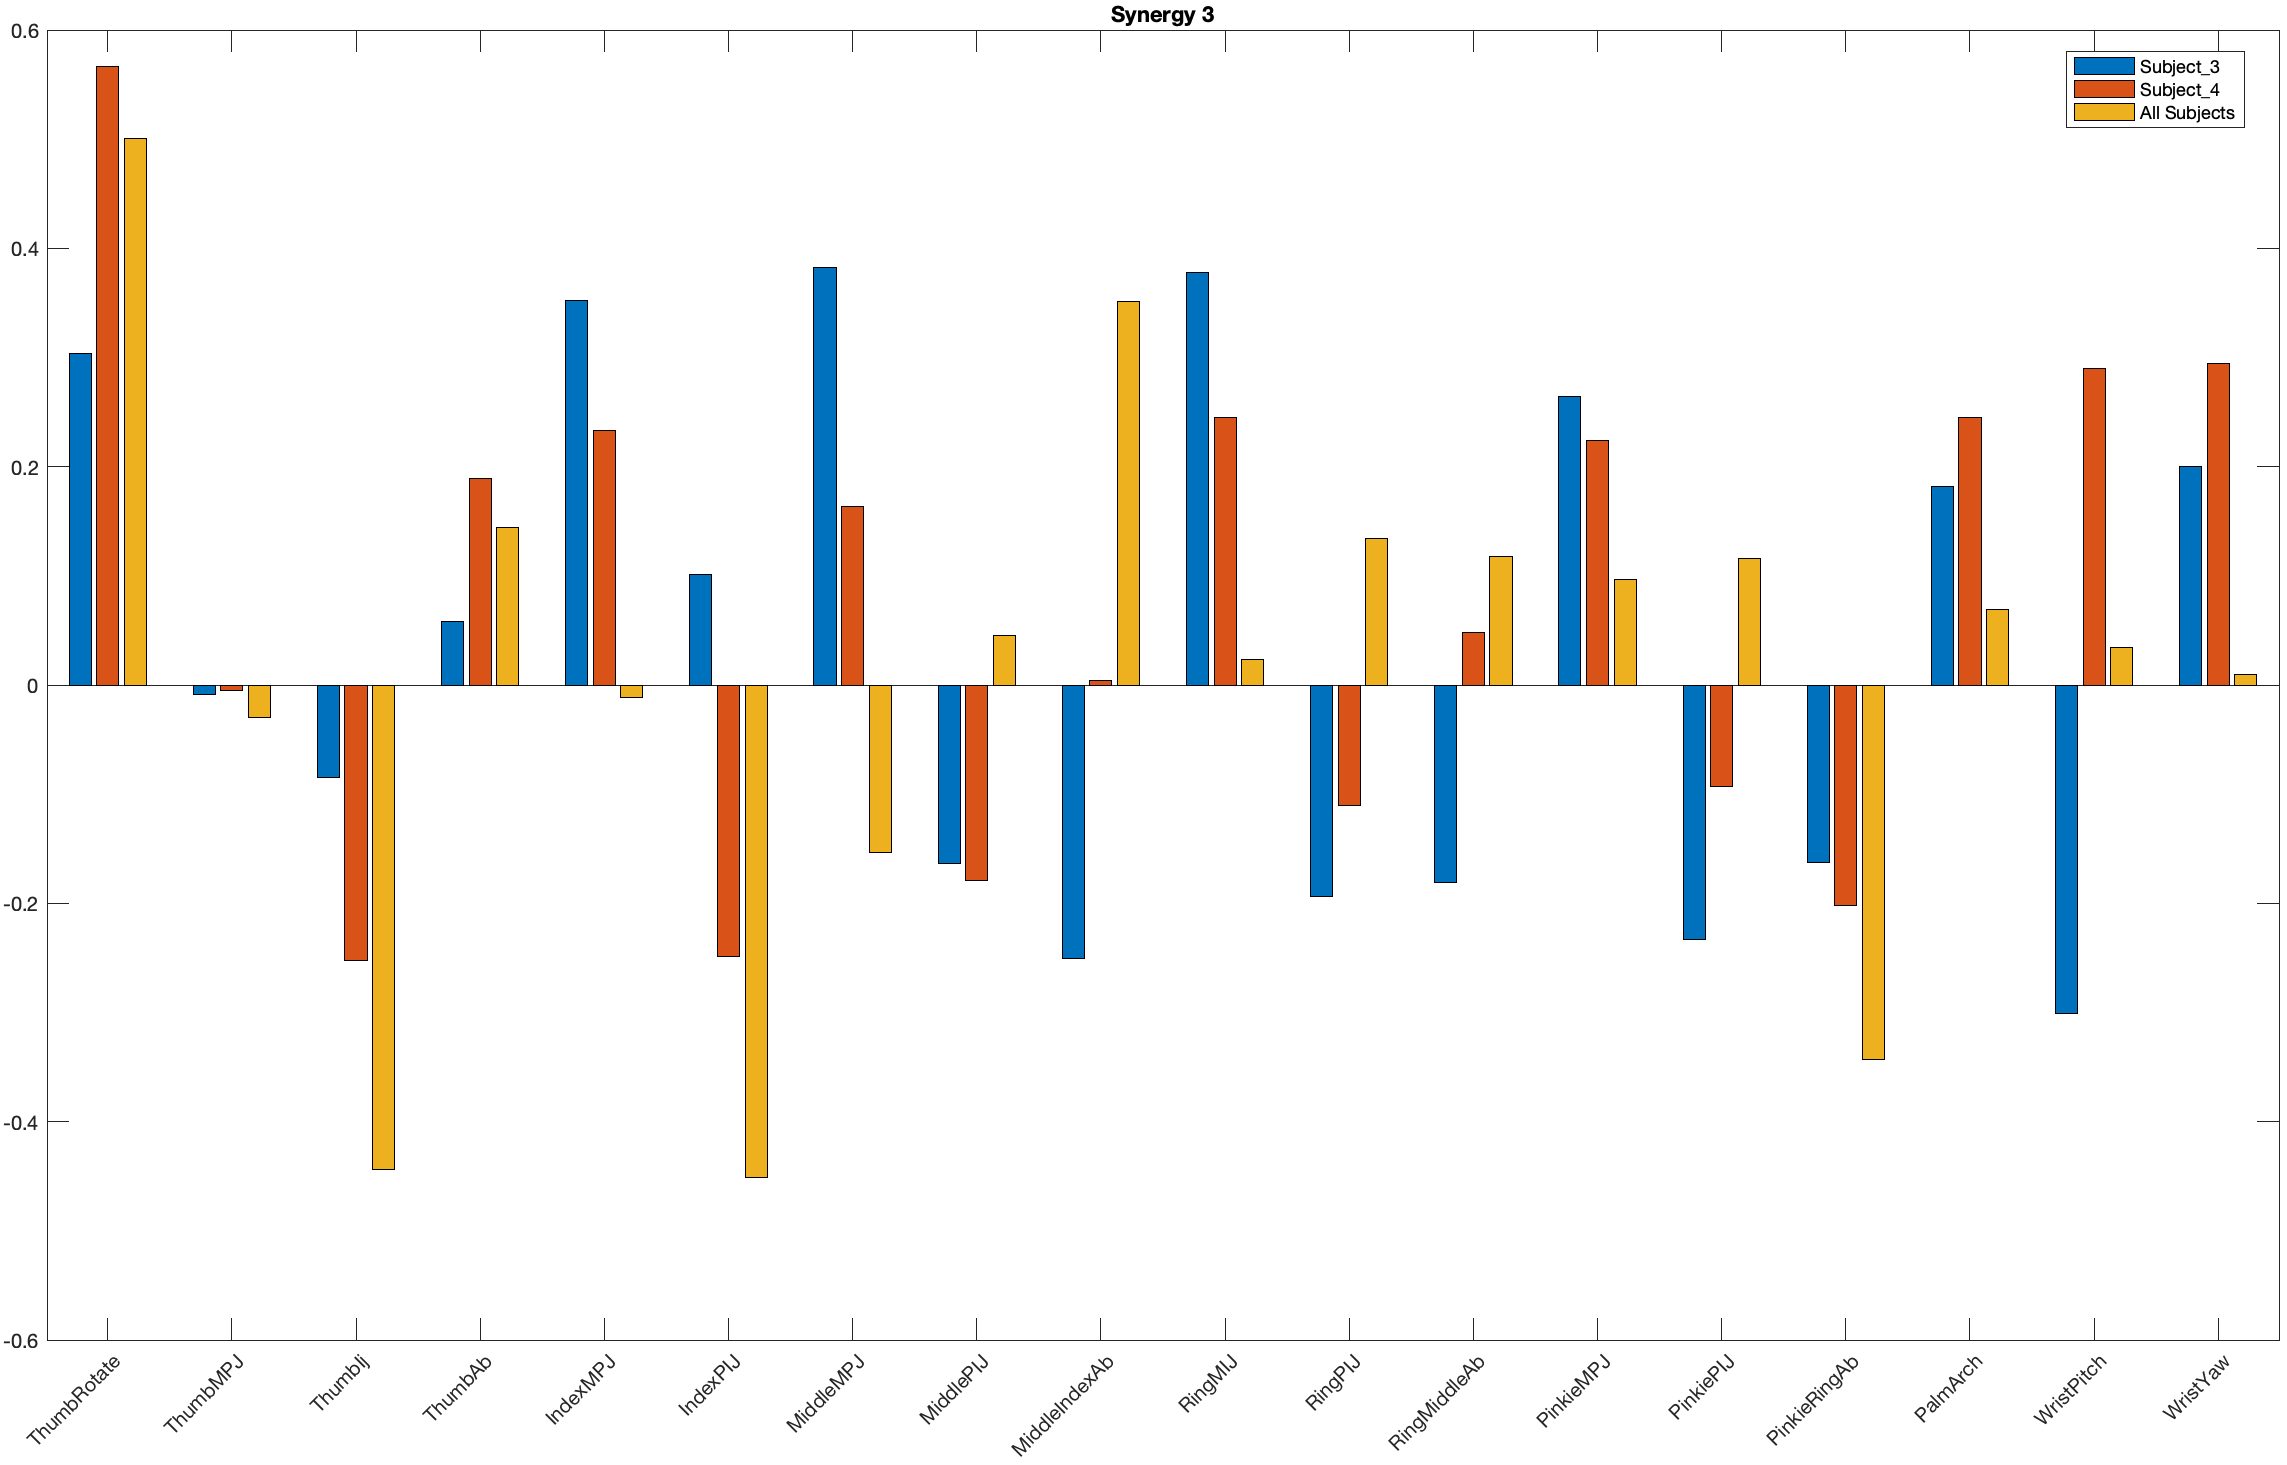 Synergy 3
0.6
0.4
0.2
0
-0.2
-0.4
-0.6
Subject_3
Subject_4
All Subjects
ThumbRotate
ThumbMPJ
ThumbIj
ThumbAb
IndexMPJ
IndexPIJ
MiddleMPJ
MiddlePIJ
MiddleIndexAb
RingMIJ
RingPIJ
RingMiddleAb
PinkieMPJ
PinkiePIJ
PinkieRingAb
PalmArch
WristPitch
WristYaw